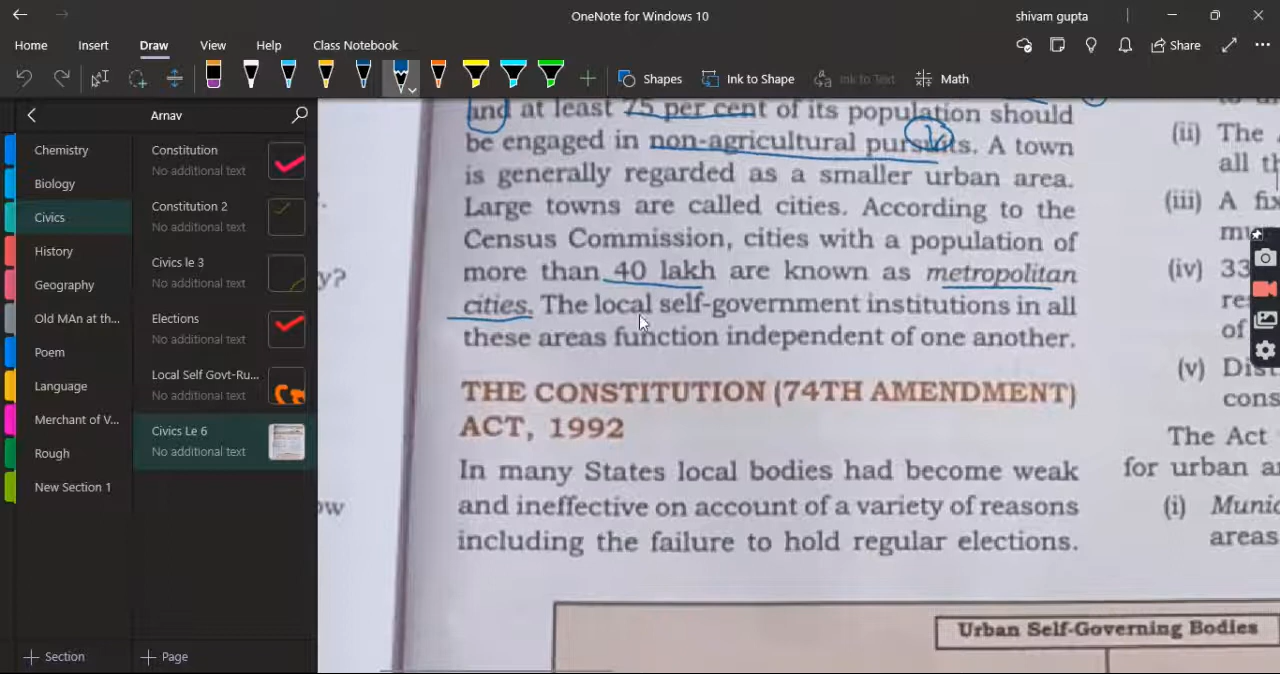 OneNote for Windows 10
shivam gupta
Home
Insert
Draw
View
Help
Class Notebook
Share
Shapes
Ink to Shape
Ink to Text
Math
Arnav
Chemistry
Biology
Civics
History
Geography
Old MAn at th...
Poem
Language
Merchant of V...
Rough
New Section 1
Section
Constitution
No additional text
Constitution 2
No additional text
Civics le 3
No additional text
Elections
No additional text
Local Self Govt-Ru...
No additional text
Civics Le 6
No additional text
Page
y?
ow
and at least 75 per cent of its population should
be engaged in non-agricultural pursuits. A town
is generally regarded as a smaller urban area.
Large towns are called cities. According to the
Census Commission, cities with a population of
more than 40 lakh are known as metropolitan
cities. The local self-government institutions in all
these areas function independent of one another.
THE CONSTITUTION (74TH AMENDMENT)
ACT, 1992
In many States local bodies had become weak
and ineffective on account of a variety of reasons
including the failure to hold regular elections.
Urban Self-Governing Bodies
(ii) The
all th
(iii) A fix
(iv) 33
re
of
(v) Dist
cons
The Act
for urban a
(i) Munic
areas